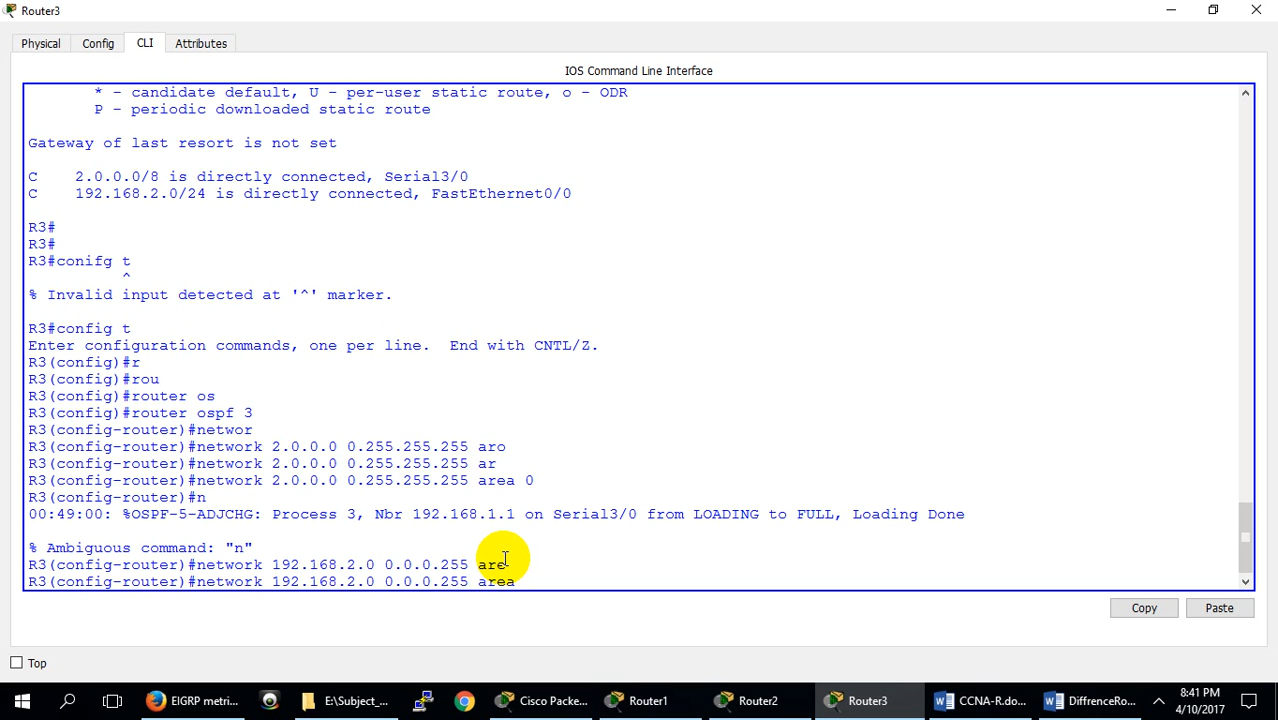 Router3
Physical Config CLI Attributes
IOS Command Line Interface
* - candidate default, U - per-user static route, o - ODR
P - periodic downloaded static route
Gateway of last resort is not set
C 2.0.0.0/8 is directly connected, Serial3/0
C 192.168.2.0/24 is directly connected, FastEthernet0/0
R3#
R3#
R3#conifg t
^
% Invalid input detected at '^' marker.
R3#config t
Enter configuration commands, one per line. End with CNTL/Z.
R3(config)#r
R3(config)#rou
R3(config)#router os
R3(config)#router ospf 3
R3(config-router)#networ
R3(config-router)#network 2.0.0.0 0.255.255.255 aro
R3(config-router)#network 2.0.0.0 0.255.255.255 ar
R3(config-router)#network 2.0.0.0 0.255.255.255 area 0
R3(config-router)#n
00:49:00: %OSPF-5-ADJCHG: Process 3, Nbr 192.168.1.1 on Serial3/0 from LOADING to FULL, Loading Done
% Ambiguous command: "n"
R3(config-router)#network 192.168.2.0 0.0.0.255 are
R3(config-router)#network 192.168.2.0 0.0.0.255 area
Copy Paste
Top
EIGRP metri... E:\Subject_... Cisco Packe... Router1 Router2 Router3 CCNA-R.do... DiffrenceRo... 8:41 PM
4/10/2017